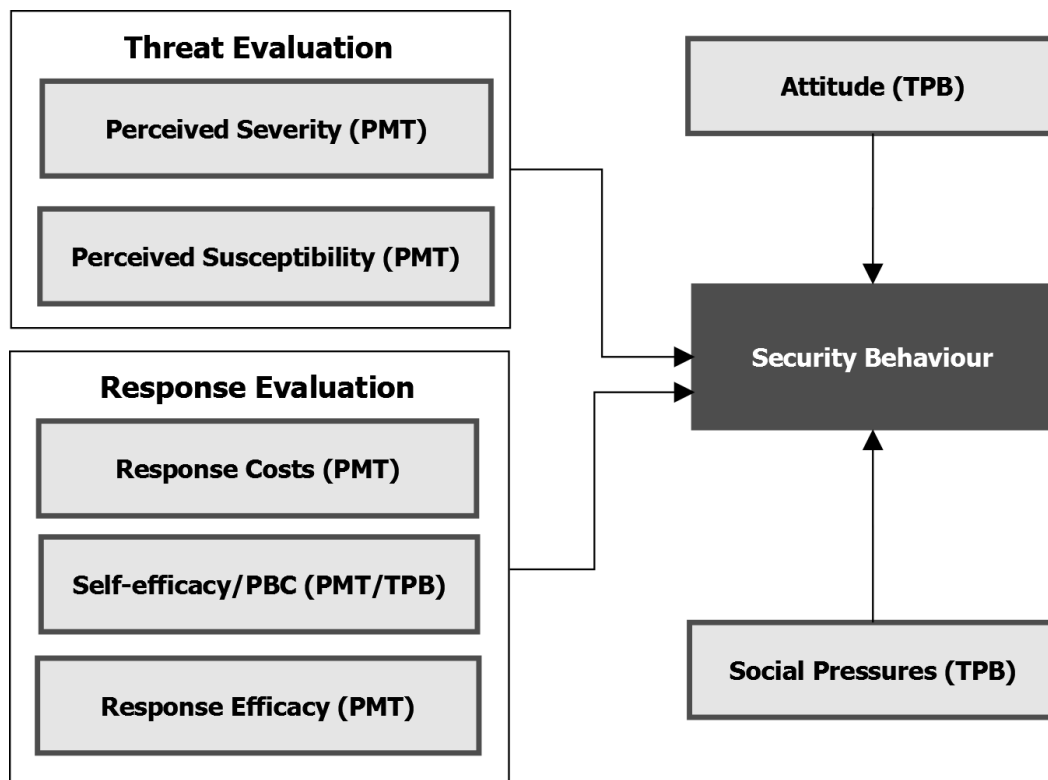 Threat Evaluation
Perceived Severity (PMT)
Perceived Susceptibility (PMT)
Response Evaluation
Response Costs (PMT)
Self-efficacy/PBC (PMT/TPB)
Response Efficacy (PMT)
Attitude (TPB)
Security Behaviour
Social Pressures (TPB)